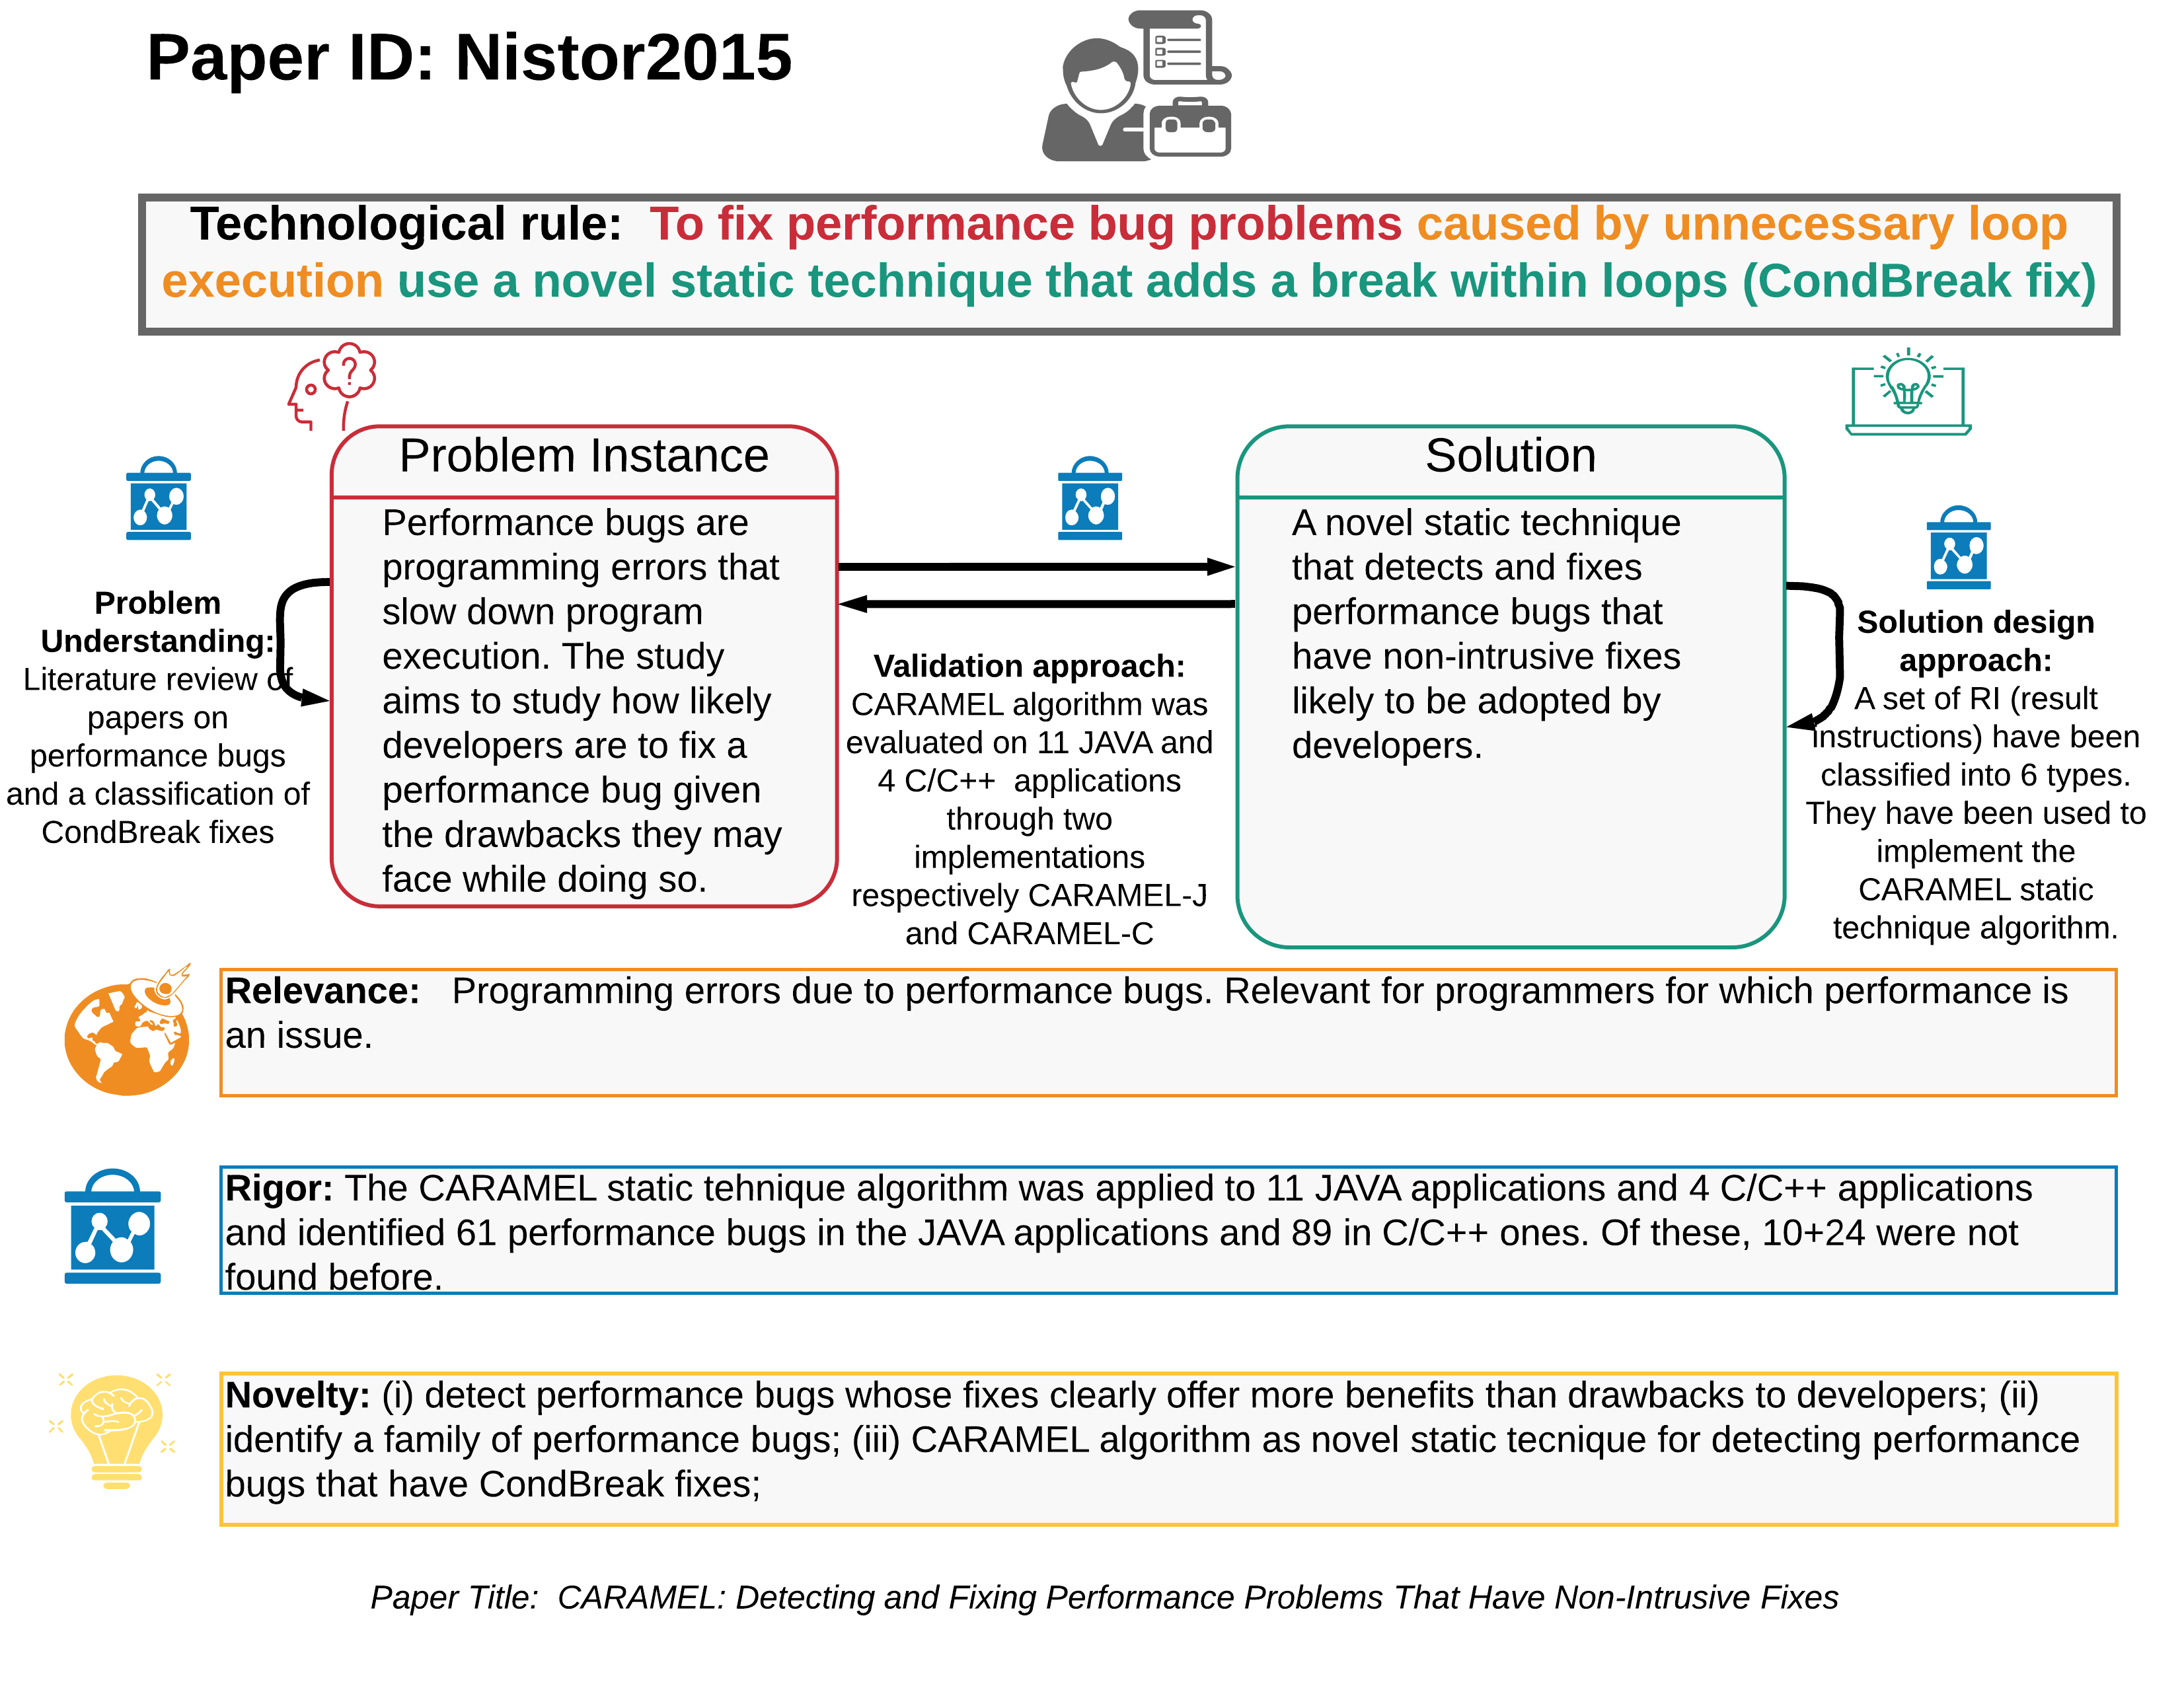 Paper ID: Nistor2015
Technological rule:  To fix performance bug problems caused by unnecessary loop
execution use a novel static technique that adds a break within loops (CondBreak fix)
Problem
Understanding:
Literature review of
papers on
performance bugs
and a classification of
CondBreak fixes
Problem Instance
Performance bugs are
programming errors that
slow down program
execution. The study
aims to study how likely
developers are to fix a
performance bug given
the drawbacks they may
face while doing so.
Validation approach:
CARAMEL algorithm was
evaluated on 11 JAVA and
4 C/C++  applications
through two
implementations
respectively CARAMEL-J
and CARAMEL-C
Solution
A novel static technique
that detects and fixes
performance bugs that
have non-intrusive fixes
likely to be adopted by
developers.
Solution design
approach:
A set of RI (result
instructions) have been
classified into 6 types.
They have been used to
implement the
CARAMEL static
technique algorithm.
Relevance:   Programming errors due to performance bugs. Relevant for programmers for which performance is
an issue.
Rigor: The CARAMEL static tehnique algorithm was applied to 11 JAVA applications and 4 C/C++ applications
and identified 61 performance bugs in the JAVA applications and 89 in C/C++ ones. Of these, 10+24 were not
found before.
Novelty: (i) detect performance bugs whose fixes clearly offer more benefits than drawbacks to developers; (ii)
identify a family of performance bugs; (iii) CARAMEL algorithm as novel static tecnique for detecting performance
bugs that have CondBreak fixes;
Paper Title:  CARAMEL: Detecting and Fixing Performance Problems That Have Non-Intrusive Fixes